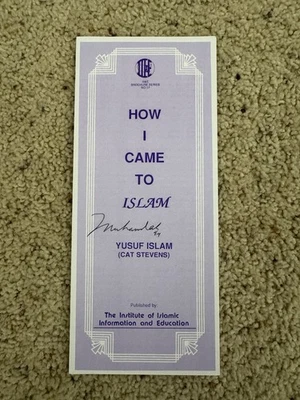 HOW
I
CAME
TO
ISLAM
YUSUF ISLAM
(CAT STEVENS)
Published by:
The Institute of Islamic
Information and Education